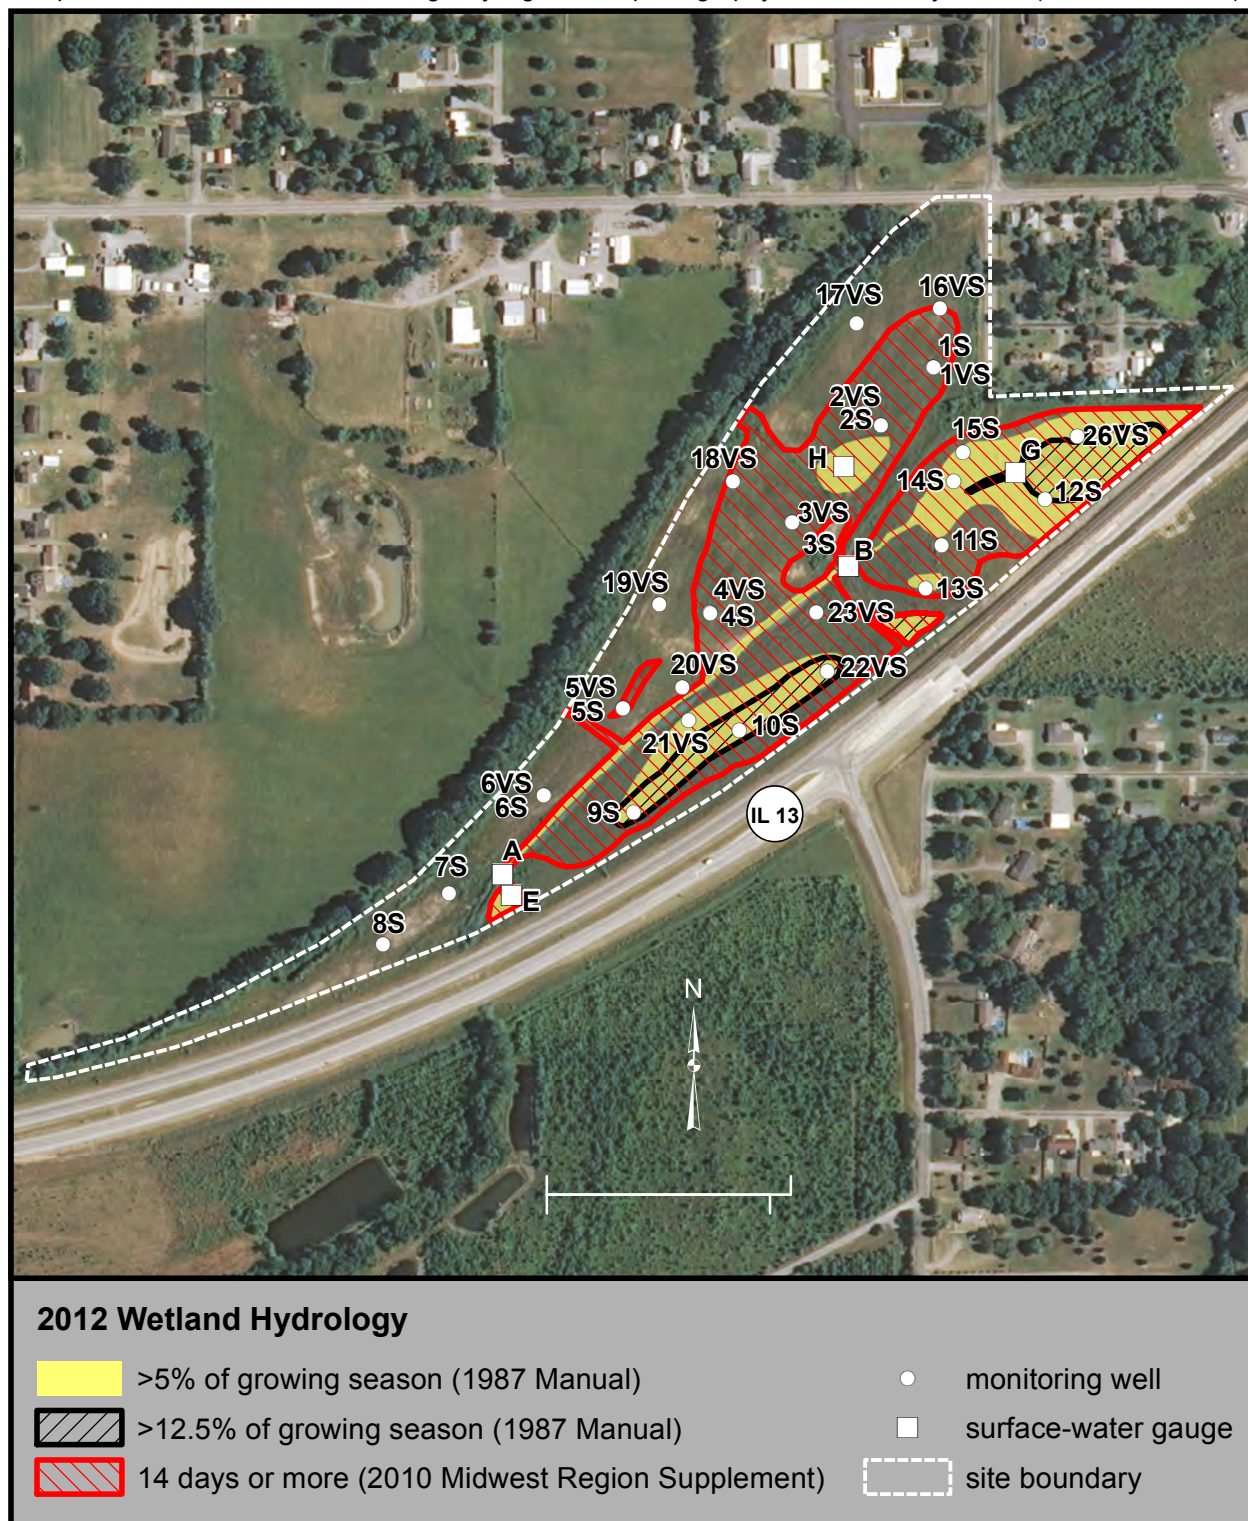 17VS
16VS
1S
1VS
2VS
2S
15S
26VS
G
18VS
H
14S
12S
3VS
3S
B
11S
13S
19VS
4VS
4S
23VS
20VS
22VS
5VS
5S
21VS
10S
6VS
6S
9S
IL 13
A
7S
E
8S
N
2012 Wetland Hydrology
>5% of growing season (1987 Manual)
monitoring well
>12.5% of growing season (1987 Manual)
surface-water gauge
14 days or more (2010 Midwest Region Supplement)
site boundary